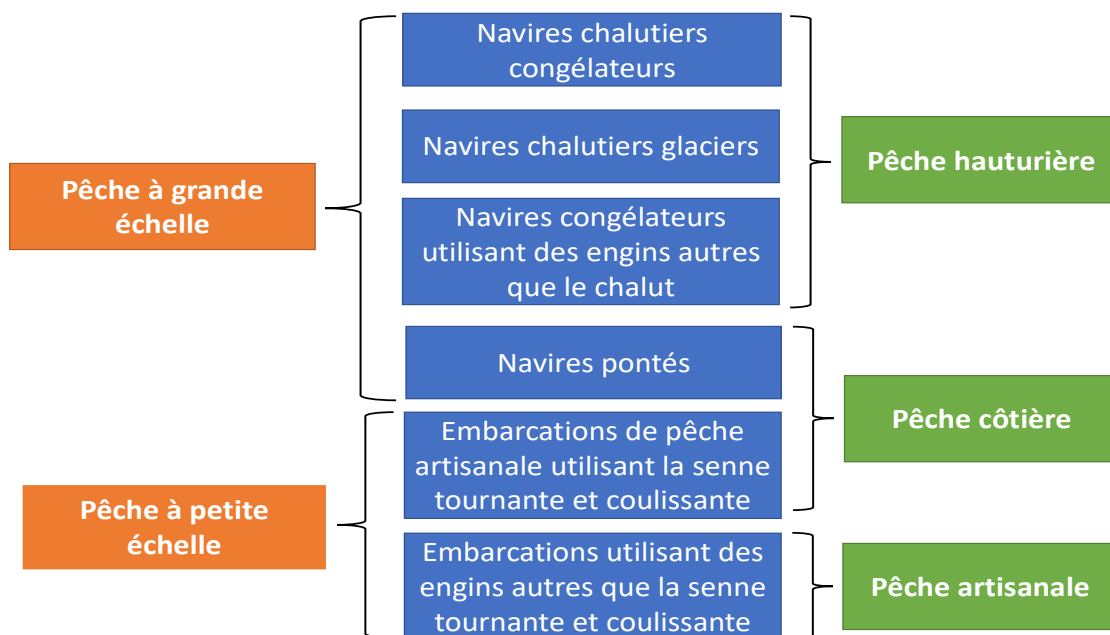 Navires chalutiers
congélateurs
Navires chalutiers glaciers
Pêche hauturière
Pêche à grande
échelle
Navires congélateurs
utilisant des engins autres
que le chalut
Navires pontés
Pêche côtière
Embarcations de pêche
artisanale utilisant la senne
tournante et coulissante
Pêche à petite
échelle
Embarcations utilisant des
engins autres que la senne
tournante et coulissante
Pêche artisanale